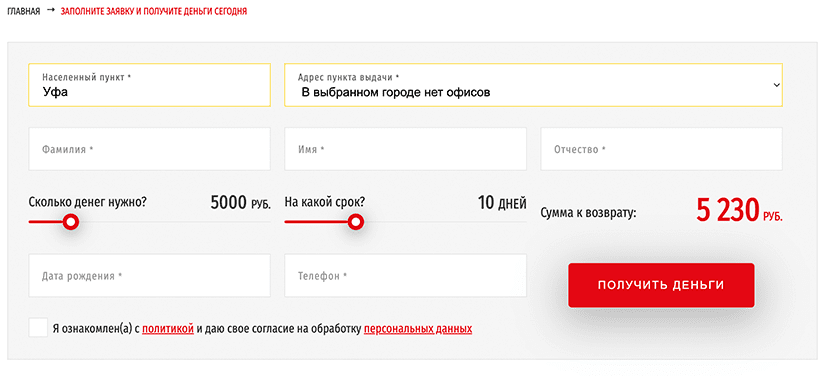 ГЛАВНАЯ → ЗАПОЛНИТЕ ЗАЯВКУ И ПОЛУЧИТЕ ДЕНЬГИ СЕГОДНЯ
Населенный пункт * Адрес пункта выдачи *
Уфа В выбранном городе нет офисов
Фамилия * Имя * Отчество *
Сколько денег нужно? 5000 РУБ. На какой срок? 10 ДНЕЙ Сумма к возврату: 5 230 РУБ.
Дата рождения * Телефон * ПОЛУЧИТЬ ДЕНЬГИ
Я ознакомлен(а) с политикой и даю свое согласие на обработку персональных данных